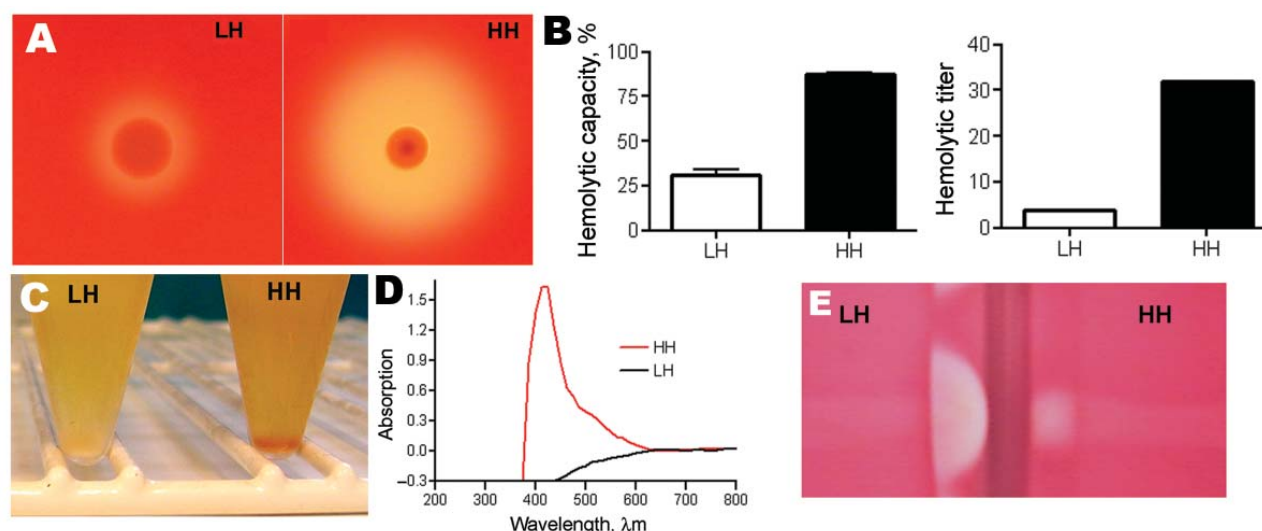 A
LH
HH
B
Hemolytic capacity, %
100
75
50
25
0
LH
HH
Hemolytic titer
40
30
20
10
0
LH
HH
C
LH
HH
D
Absorption
1.5
1.2
0.9
0.6
0.3
0.0
–0.3
200 300 400 500 600 700 800
Wavelength, λm
HH
LH
E
LH
HH